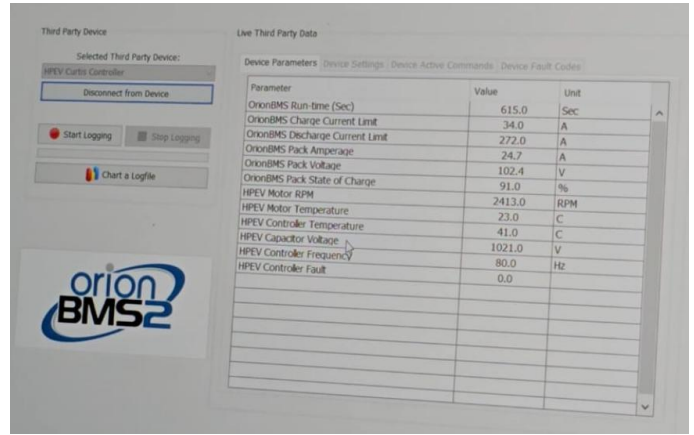 Third Party Device
Selected Third Party Device:
HPEV Curtis Controller
Disconnect from Device
Start Logging Stop Logging
Chart a Logfile
orion
BMS2
Live Third Party Data
Device Parameters Device Settings Device Active Commands Device Fault Codes
Parameter Value Unit
OrionBMS Run-time (Sec) 615.0 Sec
OrionBMS Charge Current Limit 34.0 A
OrionBMS Discharge Current Limit 272.0 A
OrionBMS Pack Amperage 24.7 A
OrionBMS Pack Voltage 102.4 V
OrionBMS Pack State of Charge 91.0 %
HPEV Motor RPM 2413.0 RPM
HPEV Motor Temperature 23.0 C
HPEV Controller Temperature 41.0 C
HPEV Capacitor Voltage 1021.0 V
HPEV Controller Frequency 80.0 Hz
HPEV Controller Fault 0.0